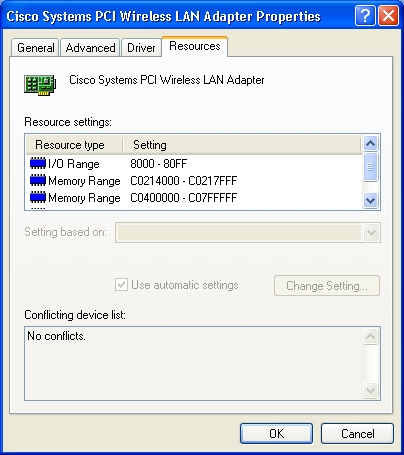 Cisco Systems PCI Wireless LAN Adapter Properties
General Advanced Driver Resources
Cisco Systems PCI Wireless LAN Adapter
Resource settings:
Resource type Setting
I/O Range 8000 - 80FF
Memory Range C0214000 - C0217FFF
Memory Range C0400000 - C07FFFFF
Setting based on:
Use automatic settings Change Setting...
Conflicting device list:
No conflicts.
OK Cancel